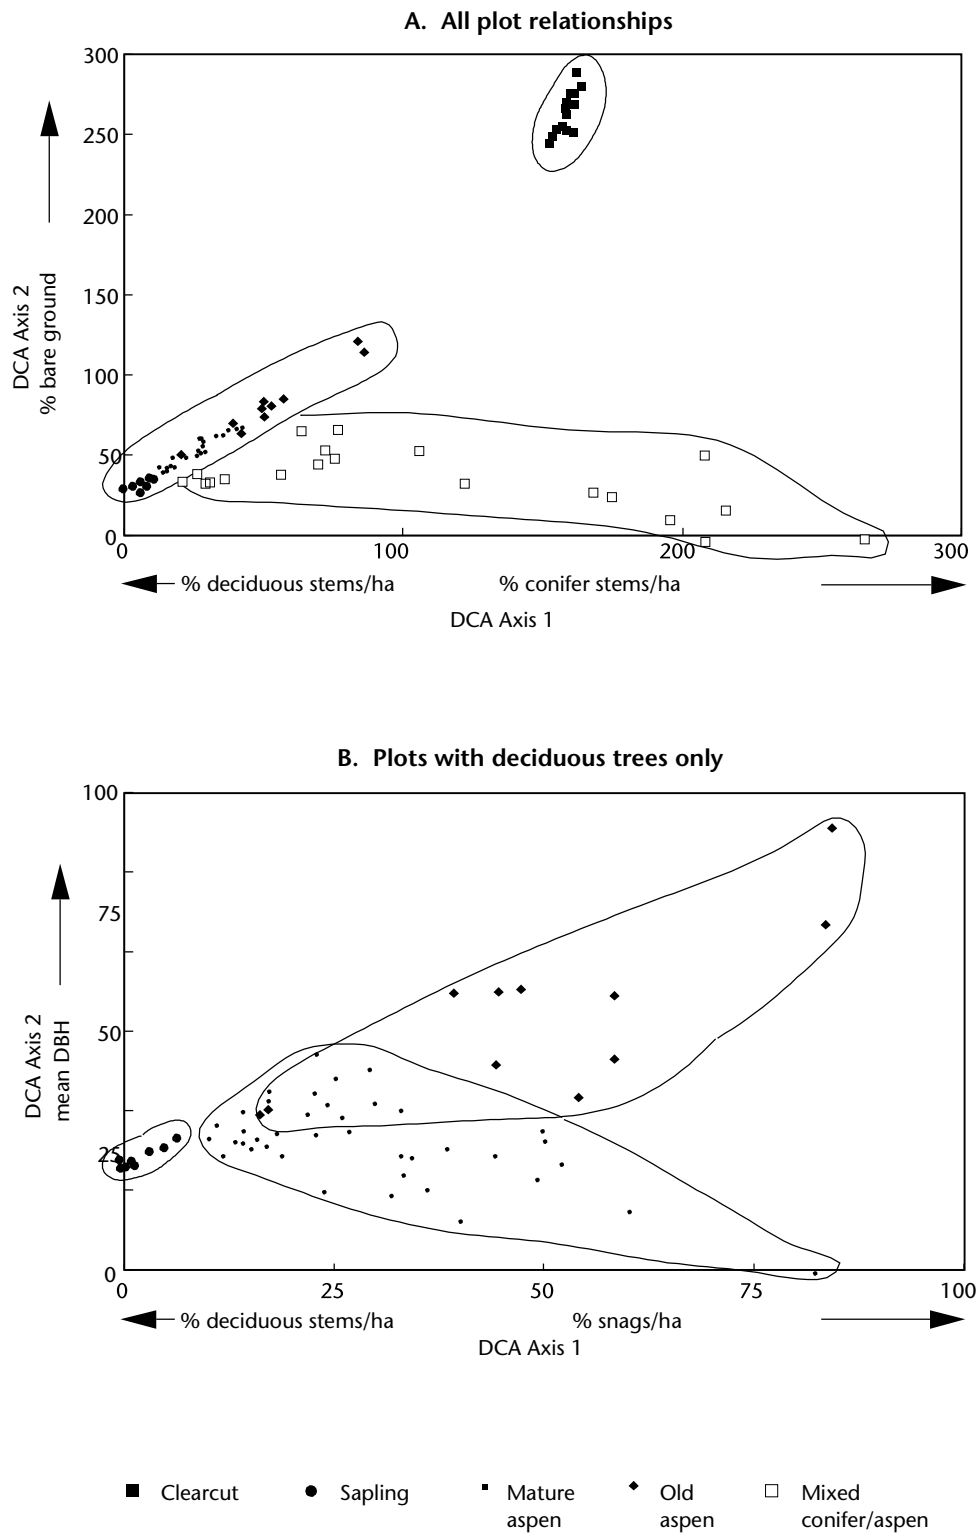 A. All plot relationships
300
250
200
150
100
50
0
DCA Axis 2
% bare ground
0
100
200
300
% deciduous stems/ha
% conifer stems/ha
DCA Axis 1
B. Plots with deciduous trees only
100
75
50
25
0
DCA Axis 2
mean DBH
0
25
50
75
100
% deciduous stems/ha
% snags/ha
DCA Axis 1
Clearcut
Sapling
Mature
aspen
Old
aspen
Mixed
conifer/aspen